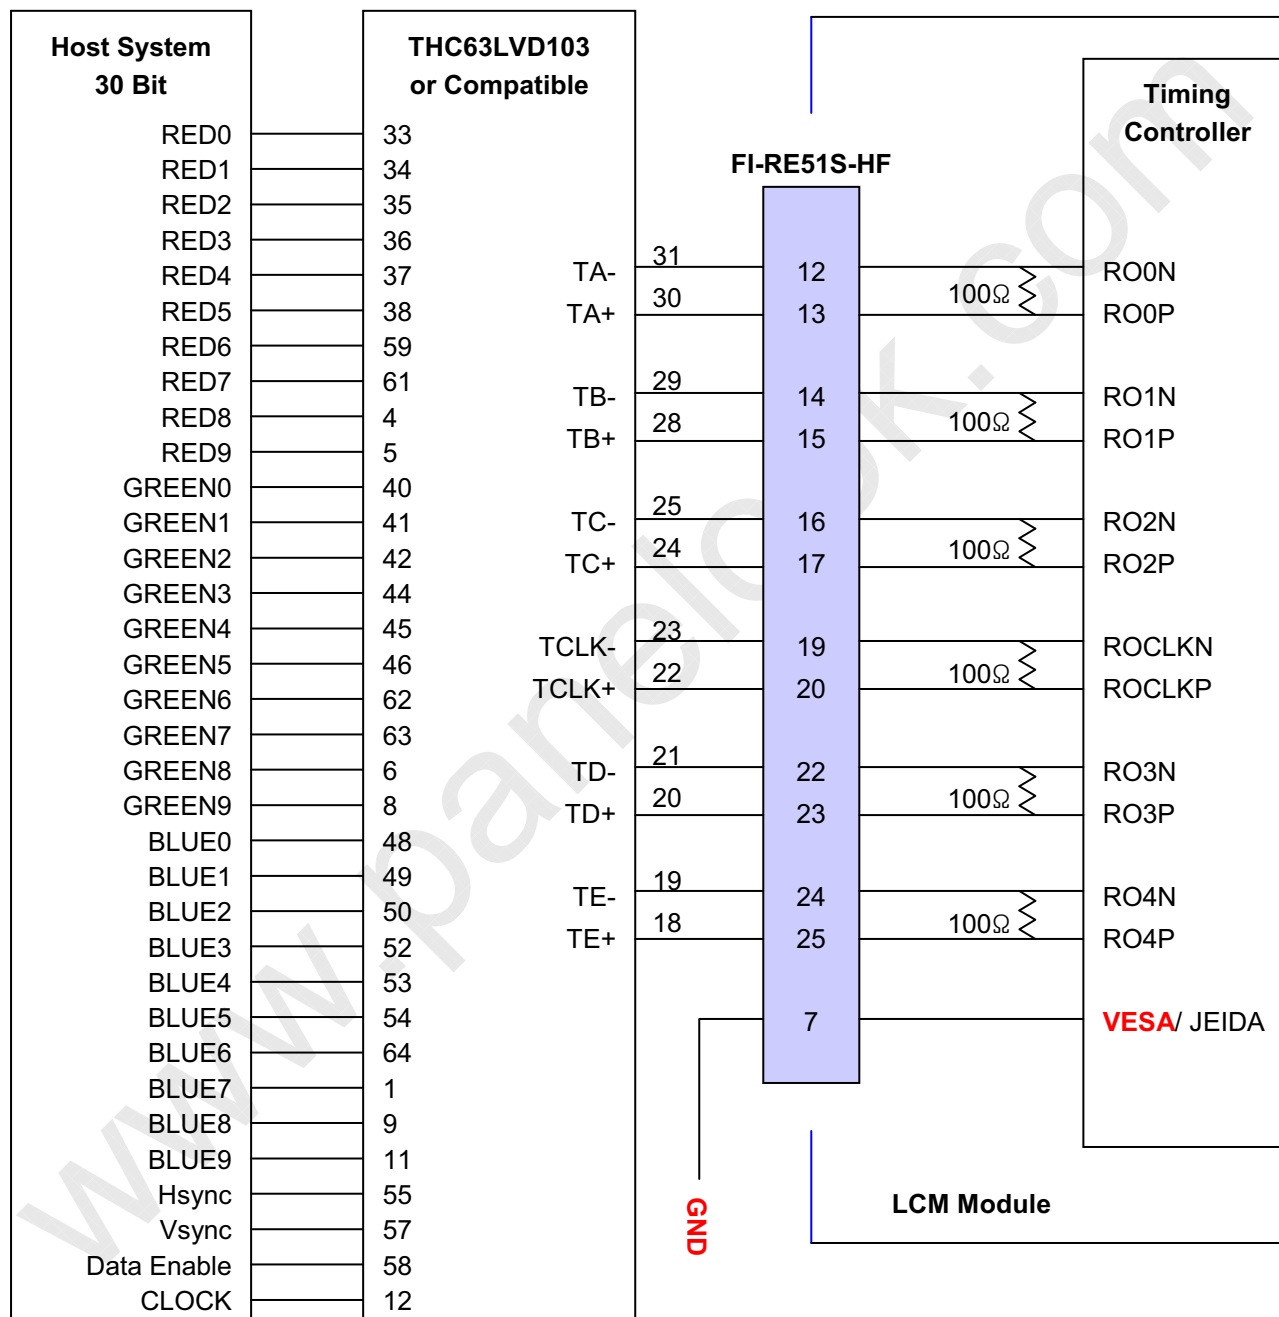 Host System
30 Bit
RED0
RED1
RED2
RED3
RED4
RED5
RED6
RED7
RED8
RED9
GREEN0
GREEN1
GREEN2
GREEN3
GREEN4
GREEN5
GREEN6
GREEN7
GREEN8
GREEN9
BLUE0
BLUE1
BLUE2
BLUE3
BLUE4
BLUE5
BLUE6
BLUE7
BLUE8
BLUE9
Hsync
Vsync
Data Enable
CLOCK
THC63LVD103
or Compatible
33
34
35
36
37
38
59
61
4
5
40
41
42
44
45
46
62
63
6
8
48
49
50
52
53
54
64
1
9
11
55
57
58
12
TA-
TA+
TB-
TB+
TC-
TC+
TCLK-
TCLK+
TD-
TD+
TE-
TE+
31
30
29
28
25
24
23
22
21
20
19
18
GND
FI-RE51S-HF
12
13
14
15
16
17
19
20
22
23
24
25
7
100Ω
100Ω
100Ω
100Ω
100Ω
100Ω
Timing
Controller
RO0N
RO0P
RO1N
RO1P
RO2N
RO2P
ROCLKN
ROCLKP
RO3N
RO3P
RO4N
RO4P
VESA/ JEIDA
LCM Module
www.panelook.com